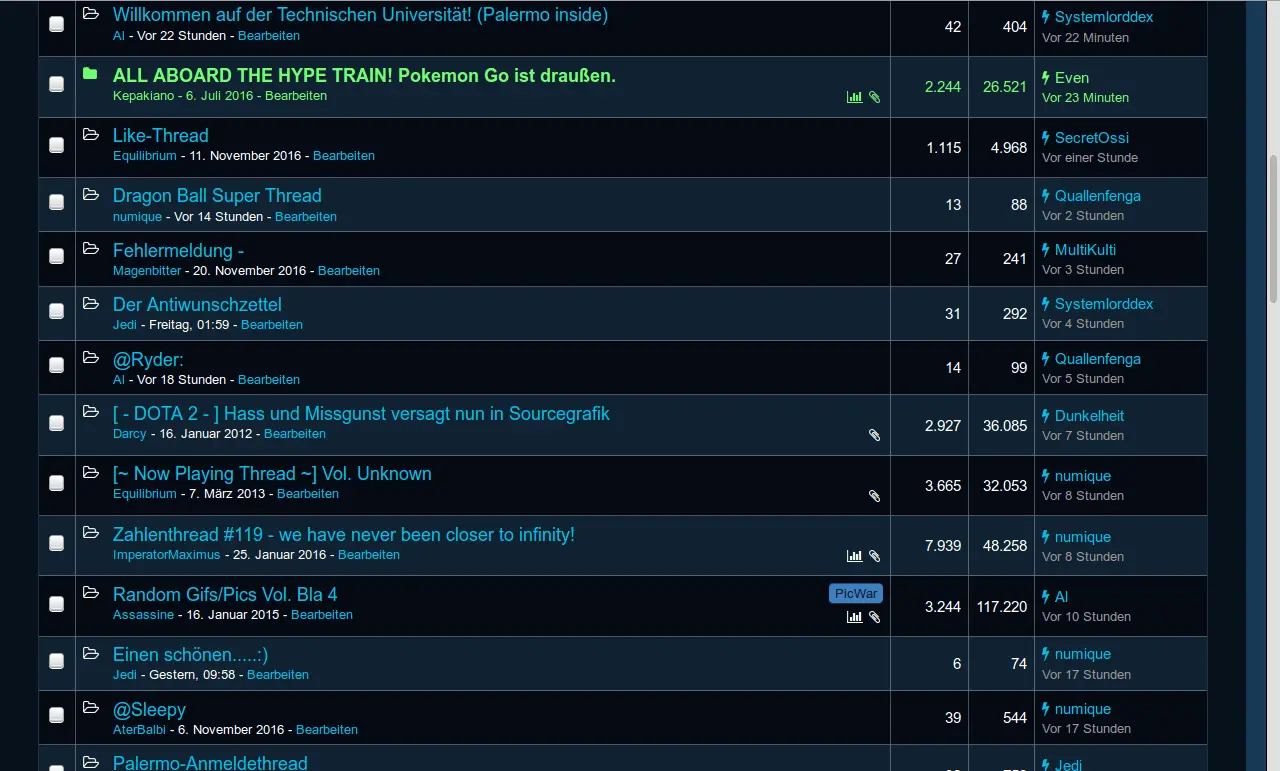 Willkommen auf der Technischen Universität! (Palermo inside)
Al - Vor 22 Stunden - Bearbeiten
42 404
Systemlorddex
Vor 22 Minuten
ALL ABOARD THE HYPE TRAIN! Pokemon Go ist draußen.
Kepakiano - 6. Juli 2016 - Bearbeiten
2.244 26.521
Even
Vor 23 Minuten
Like-Thread
Equilibrium - 11. November 2016 - Bearbeiten
1.115 4.968
SecretOssi
Vor einer Stunde
Dragon Ball Super Thread
numique - Vor 14 Stunden - Bearbeiten
13 88
Quallenfenga
Vor 2 Stunden
Fehlermeldung -
Magenbitter - 20. November 2016 - Bearbeiten
27 241
MultiKulti
Vor 3 Stunden
Der Antiwunschzettel
Jedi - Freitag, 01:59 - Bearbeiten
31 292
Systemlorddex
Vor 4 Stunden
@Ryder:
Al - Vor 18 Stunden - Bearbeiten
14 99
Quallenfenga
Vor 5 Stunden
[ - DOTA 2 - ] Hass und Missgunst versagt nun in Sourcegrafik
Darcy - 16. Januar 2012 - Bearbeiten
2.927 36.085
Dunkelheit
Vor 7 Stunden
[~ Now Playing Thread ~] Vol. Unknown
Equilibrium - 7. März 2013 - Bearbeiten
3.665 32.053
numique
Vor 8 Stunden
Zahlenthread #119 - we have never been closer to infinity!
ImperatorMaximus - 25. Januar 2016 - Bearbeiten
7.939 48.258
numique
Vor 8 Stunden
Random Gifs/Pics Vol. Bla 4
PicWar
Assassine - 16. Januar 2015 - Bearbeiten
3.244 117.220
Al
Vor 10 Stunden
Einen schönen.....:)
Jedi - Gestern, 09:58 - Bearbeiten
6 74
numique
Vor 17 Stunden
@Sleepy
AterBalbi - 6. November 2016 - Bearbeiten
39 544
numique
Vor 17 Stunden
Palermo-Anmeldethread
Jedi